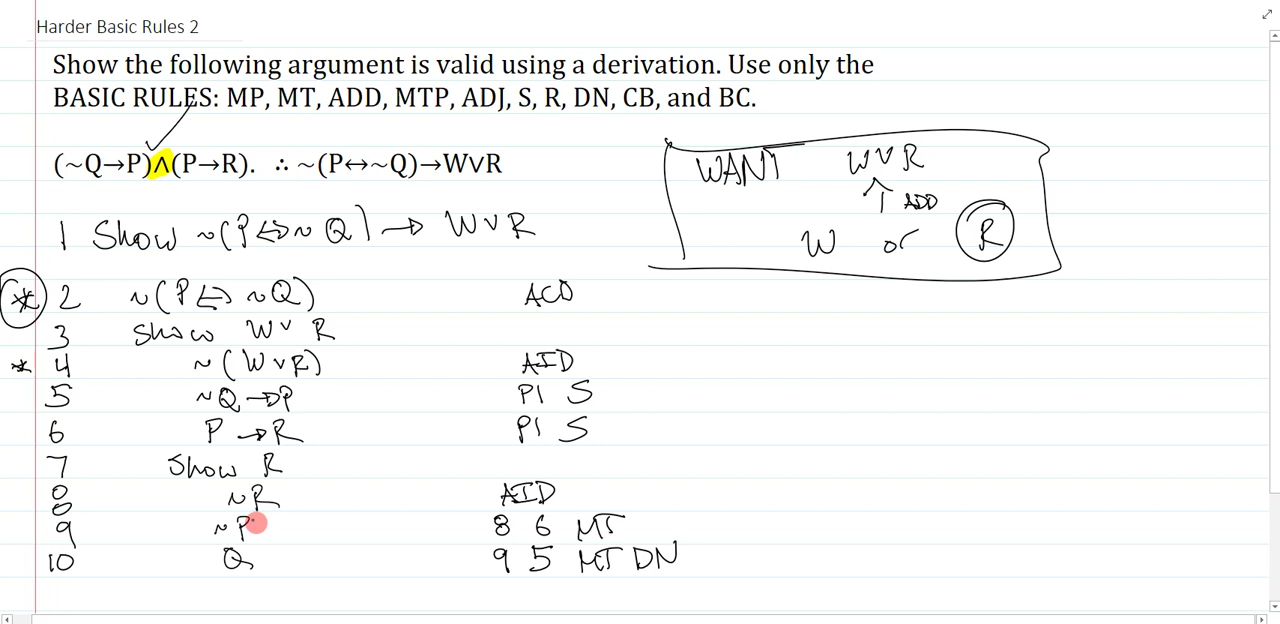 Harder Basic Rules 2
Show the following argument is valid using a derivation. Use only the
BASIC RULES: MP, MT, ADD, MTP, ADJ, S, R, DN, CB, and BC.
(~Q→P)∧(P→R). ∴ ~(P↔~Q)→W∨R
WANT W∨R
↑ ADD
W or R
1 Show ~(P↔~Q)→W∨R
* 2 ~(P↔~Q) ACD
3 Show W∨R
* 4 ~(W∨R) AID
5 ~Q→P P1 S
6 P→R P1 S
7 Show R
8 ~R AID
9 ~P 8 6 MT
10 Q 9 5 MT DN